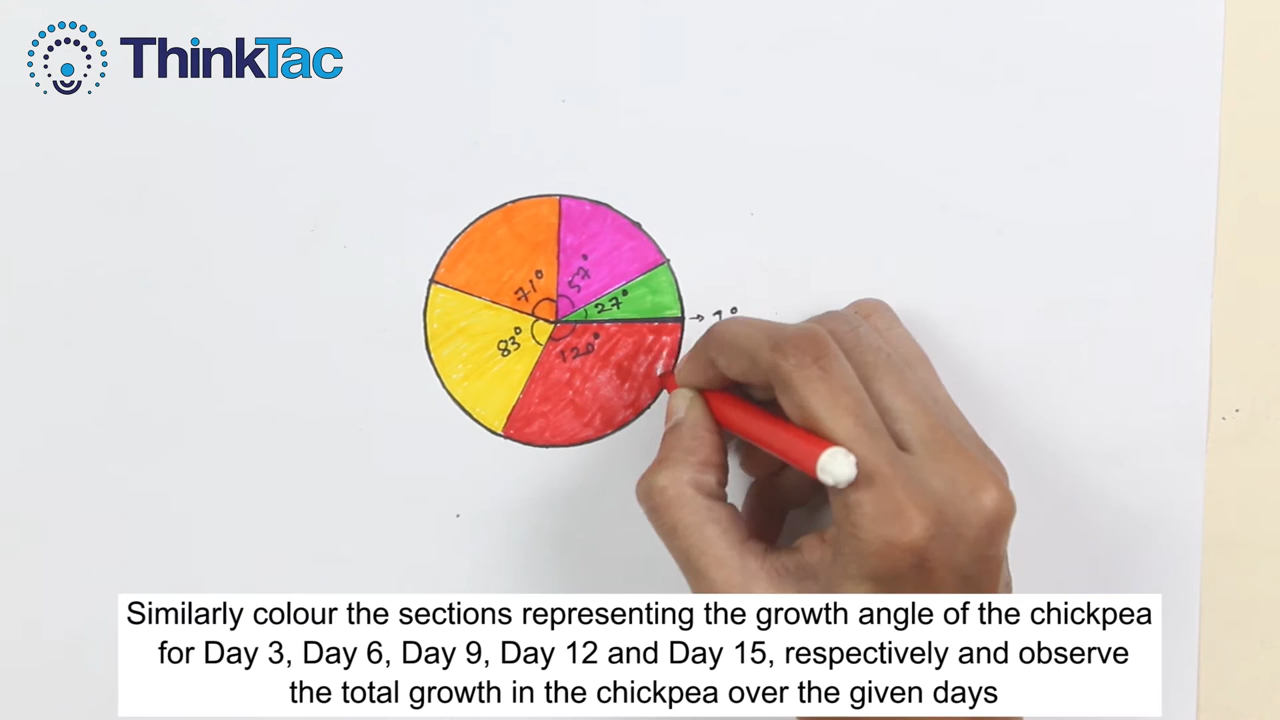 ThinkTac
71°
57°
27°
83°
120°
Similarly colour the sections representing the growth angle of the chickpea
for Day 3, Day 6, Day 9, Day 12 and Day 15, respectively and observe
the total growth in the chickpea over the given days